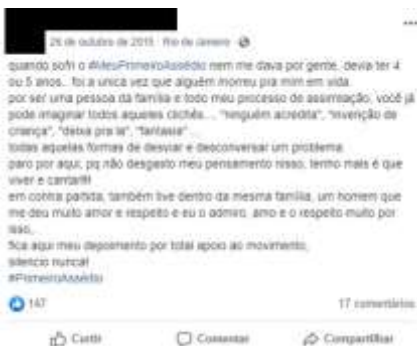 26 de outubro de 2015 · Rio de Janeiro ·
quando sofri o #MeuPrimeiroAssédio nem me dava por gente, devia ter 4
ou 5 anos.. foi a unica vez que alguém morreu pra mim em vida.
por ser uma pessoa da família e todo meu processo de assimilação, você já
pode imaginar todos aqueles clichês..., "ninguém acredita", "invenção de
criança", "deixa pra lá", "fantasia"...
todas aquelas formas de desviar e desconversar um problema.
paro por aqui, pq não desgasto meu pensamento nisso, tenho mais é que
viver e cantar!!!
em contra partida, também tive dentro da mesma família, um homem que
me deu muito amor e respeito e eu o admiro, amo e o respeito muito por
isso,
fica aqui meu depoimento por total apoio ao movimento,
silencio nunca!
#PrimeiroAssédio
147 17 comentários
Curtir Comentar Compartilhar